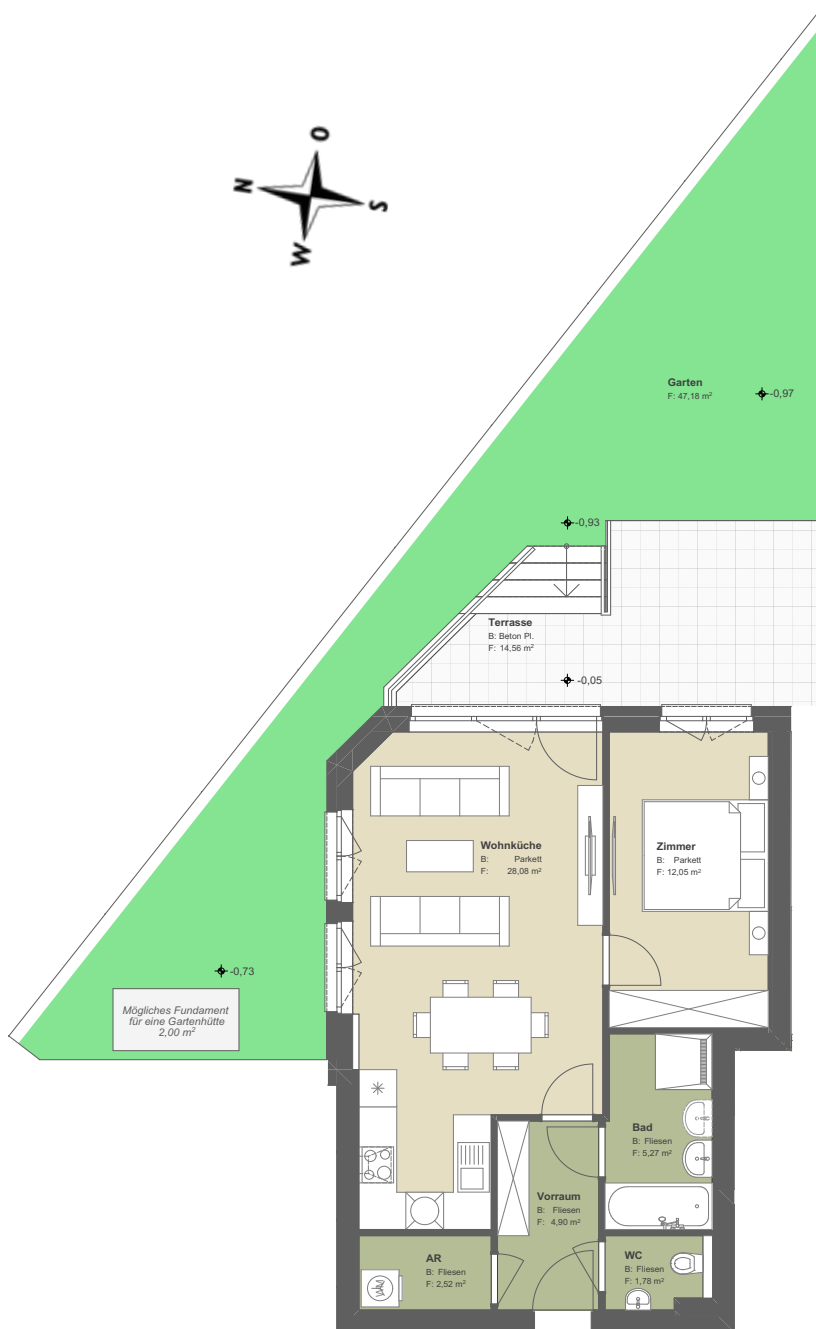 O
N
S
W
Garten
F: 47,18 m²
-0,97
-0,93
Terrasse
B: Beton Pl.
F: 14,56 m²
-0,05
Wohnküche
B: Parkett
F: 28,08 m²
Zimmer
B: Parkett
F: 12,05 m²
-0,73
Mögliches Fundament
für eine Gartenhütte
2,00 m²
Bad
B: Fliesen
F: 5,27 m²
Vorraum
B: Fliesen
F: 4,90 m²
AR
B: Fliesen
F: 2,52 m²
WC
B: Fliesen
F: 1,78 m²